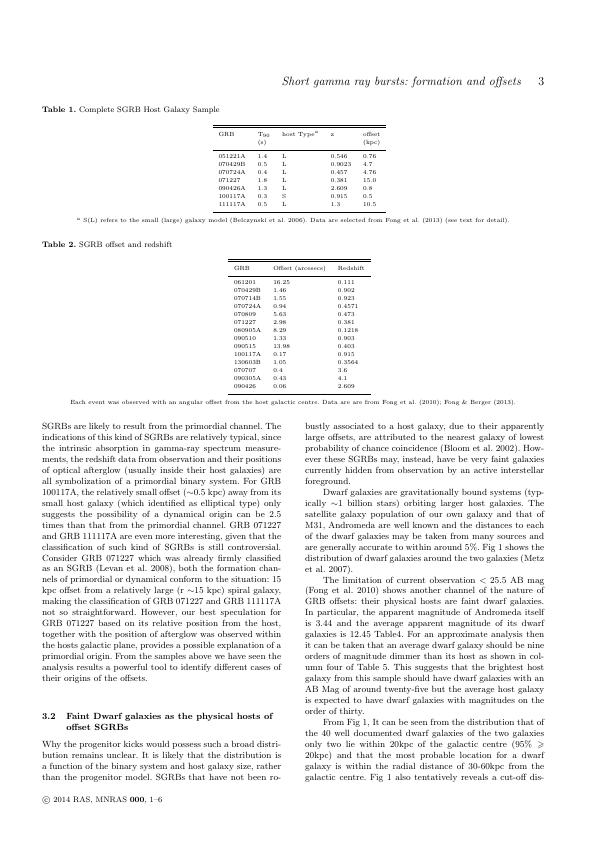 Short gamma ray bursts: formation and offsets 3
Table 1. Complete SGRB Host Galaxy Sample
GRB T90 host Typeᵃ z offset
(s) (kpc)
051221A 1.4 L 0.546 0.76
070429B 0.5 L 0.9023 4.7
070724A 0.4 L 0.457 4.76
071227 1.8 L 0.381 15.0
090426A 1.3 L 2.609 0.8
100117A 0.3 S 0.915 0.5
111117A 0.5 L 1.3 10.5
ᵃ S(L) refers to the small (large) galaxy model (Belczynski et al. 2006). Data are selected from Fong et al. (2013) (see text for detail).
Table 2. SGRB offset and redshift
GRB Offset (arcsecs) Redshift
061201 16.25 0.111
070429B 1.46 0.902
070714B 1.55 0.923
070724A 0.94 0.4571
070809 5.63 0.473
071227 2.98 0.381
080905A 8.29 0.1218
090510 1.33 0.903
090515 13.98 0.403
100117A 0.17 0.915
130603B 1.05 0.3564
070707 0.4 3.6
090305A 0.43 4.1
090426 0.06 2.609
Each event was observed with an angular offset from the host galactic centre. Data are are from Fong et al. (2010); Fong & Berger (2013).
SGRBs are likely to result from the primordial channel. The
indications of this kind of SGRBs are relatively typical, since
the intrinsic absorption in gamma-ray spectrum measure-
ments, the redshift data from observation and their positions
of optical afterglow (usually inside their host galaxies) are
all symbolization of a primordial binary system. For GRB
100117A, the relatively small offset (∼0.5 kpc) away from its
small host galaxy (which identified as elliptical type) only
suggests the possibility of a dynamical origin can be 2.5
times than that from the primordial channel. GRB 071227
and GRB 111117A are even more interesting, given that the
classification of such kind of SGRBs is still controversial.
Consider GRB 071227 which was already firmly classified
as an SGRB (Levan et al. 2008), both the formation chan-
nels of primordial or dynamical conform to the situation: 15
kpc offset from a relatively large (r ∼15 kpc) spiral galaxy,
making the classification of GRB 071227 and GRB 111117A
not so straightforward. However, our best speculation for
GRB 071227 based on its relative position from the host,
together with the position of afterglow was observed within
the hosts galactic plane, provides a possible explanation of a
primordial origin. From the samples above we have seen the
analysis results a powerful tool to identify different cases of
their origins of the offsets.
3.2 Faint Dwarf galaxies as the physical hosts of
offset SGRBs
Why the progenitor kicks would possess such a broad distri-
bution remains unclear. It is likely that the distribution is
a function of the binary system and host galaxy size, rather
than the progenitor model. SGRBs that have not been ro-
bustly associated to a host galaxy, due to their apparently
large offsets, are attributed to the nearest galaxy of lowest
probability of chance coincidence (Bloom et al. 2002). How-
ever these SGRBs may, instead, have be very faint galaxies
currently hidden from observation by an active interstellar
foreground.
Dwarf galaxies are gravitationally bound systems (typ-
ically ∼1 billion stars) orbiting larger host galaxies. The
satellite galaxy population of our own galaxy and that of
M31, Andromeda are well known and the distances to each
of the dwarf galaxies may be taken from many sources and
are generally accurate to within around 5%. Fig 1 shows the
distribution of dwarf galaxies around the two galaxies (Metz
et al. 2007).
The limitation of current observation < 25.5 AB mag
(Fong et al. 2010) shows another channel of the nature of
GRB offsets: their physical hosts are faint dwarf galaxies.
In particular, the apparent magnitude of Andromeda itself
is 3.44 and the average apparent magnitude of its dwarf
galaxies is 12.45 Table4. For an approximate analysis then
it can be taken that an average dwarf galaxy should be nine
orders of magnitude dimmer than its host as shown in col-
umn four of Table 5. This suggests that the brightest host
galaxy from this sample should have dwarf galaxies with an
AB Mag of around twenty-five but the average host galaxy
is expected to have dwarf galaxies with magnitudes on the
order of thirty.
From Fig 1, It can be seen from the distribution that of
the 40 well documented dwarf galaxies of the two galaxies
only two lie within 20kpc of the galactic centre (95% ⩾
20kpc) and that the most probable location for a dwarf
galaxy is within the radial distance of 30-60kpc from the
galactic centre. Fig 1 also tentatively reveals a cut-off dis-
© 2014 RAS, MNRAS 000, 1–6